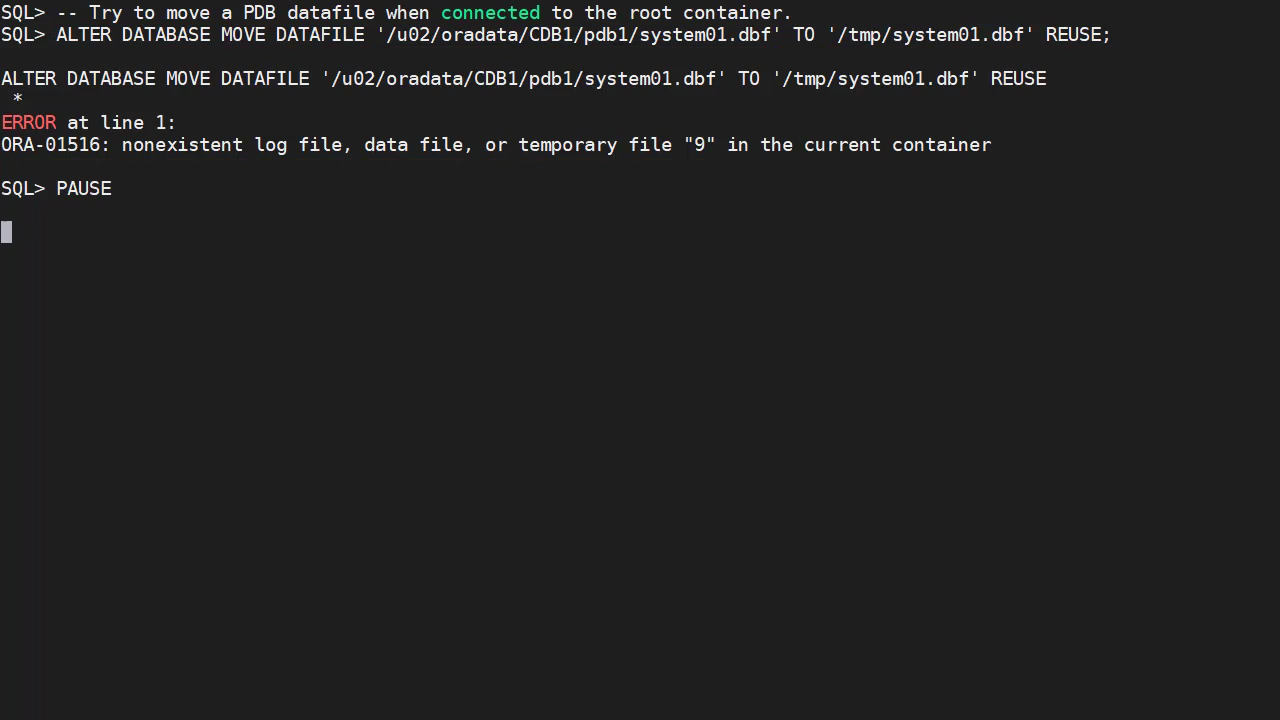 SQL> -- Try to move a PDB datafile when connected to the root container.
SQL> ALTER DATABASE MOVE DATAFILE '/u02/oradata/CDB1/pdb1/system01.dbf' TO '/tmp/system01.dbf' REUSE;
ALTER DATABASE MOVE DATAFILE '/u02/oradata/CDB1/pdb1/system01.dbf' TO '/tmp/system01.dbf' REUSE
*
ERROR at line 1:
ORA-01516: nonexistent log file, data file, or temporary file "9" in the current container
SQL> PAUSE